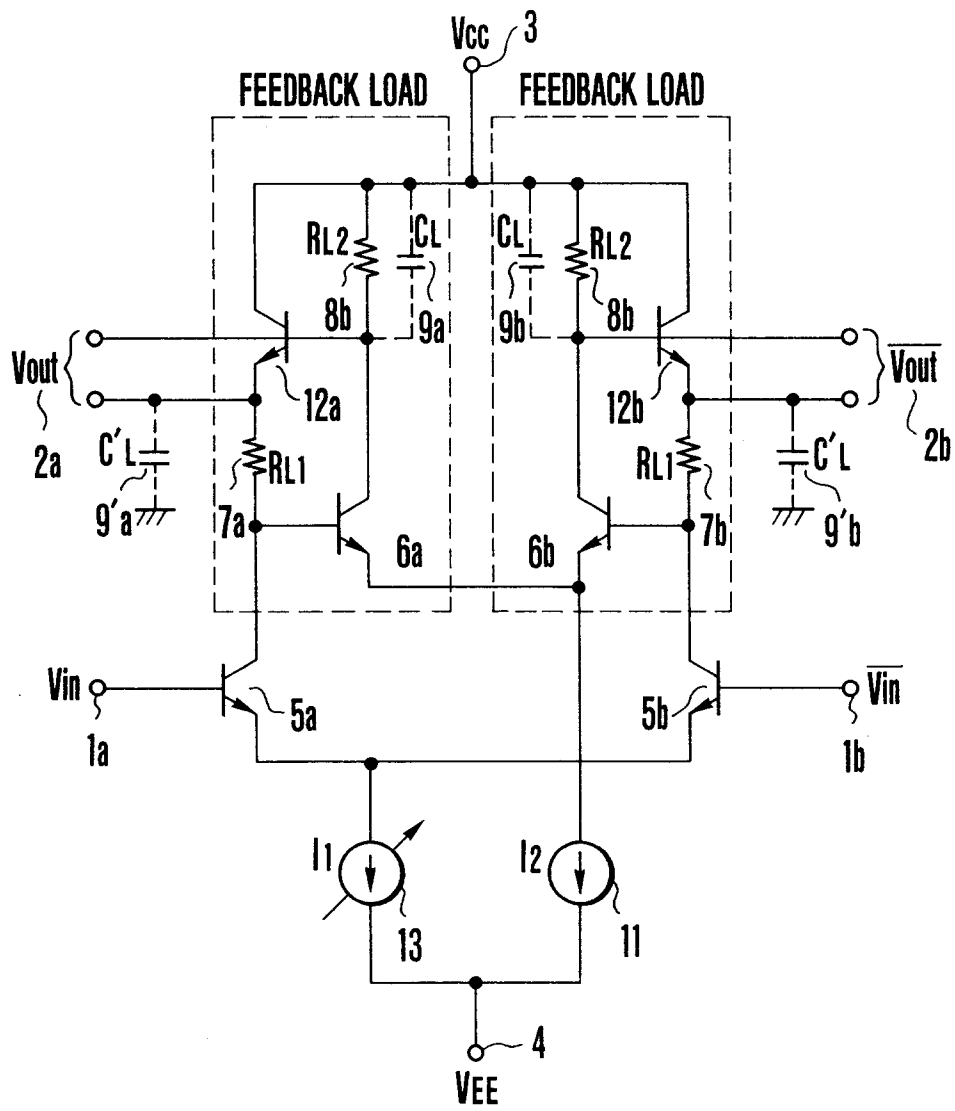 Vcc 3
FEEDBACK LOAD FEEDBACK LOAD
RL2 CL CL RL2
8b 9a 9b 8b
Vout 12a 12b V̅o̅u̅t̅
2a C'L RL1 RL1 C'L 2b
9'a 7a 6a 6b 7b 9'b
Vin 5a 5b V̅i̅n̅
1a 1b
I1 I2
13 11
4
VEE